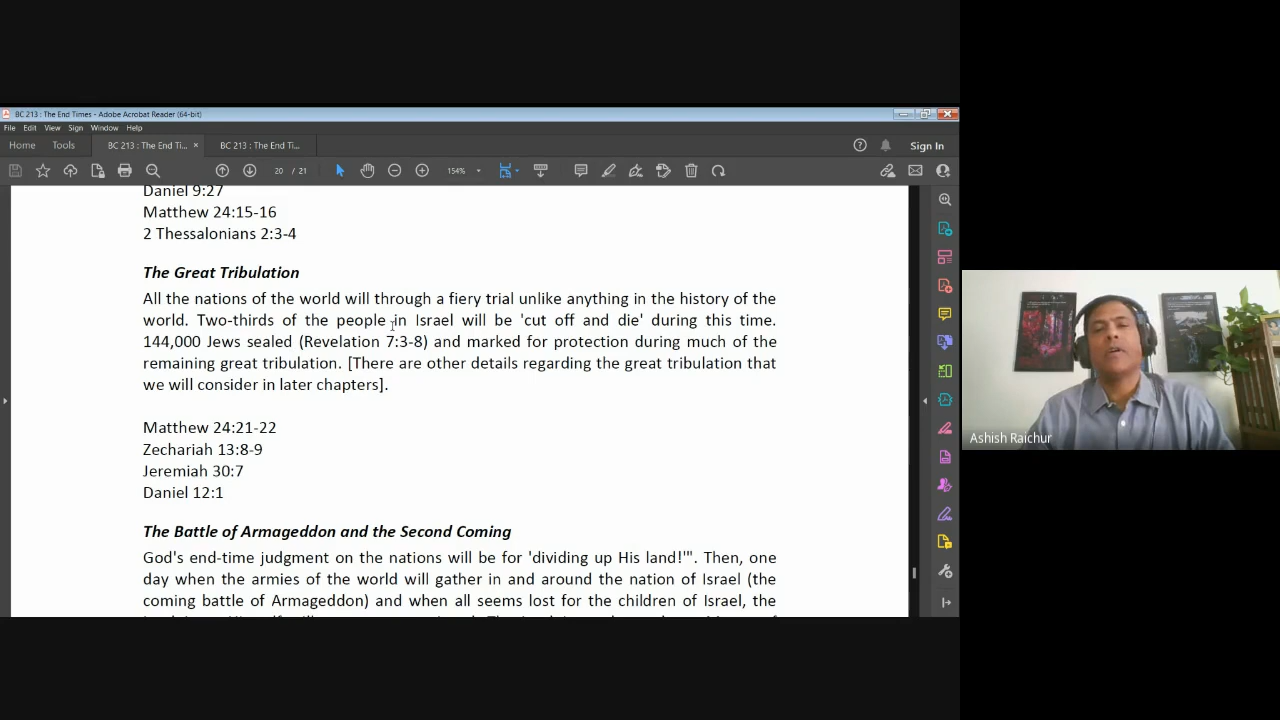 BC 213 : The End Times - Adobe Acrobat Reader (64-bit)
File Edit View Sign Window Help
Home Tools BC 213 : The End Ti... × BC 213 : The End Ti... Sign In
20 / 21 154%
Daniel 9:27
Matthew 24:15-16
2 Thessalonians 2:3-4
The Great Tribulation
All the nations of the world will through a fiery trial unlike anything in the history of the
world. Two-thirds of the people in Israel will be 'cut off and die' during this time.
144,000 Jews sealed (Revelation 7:3-8) and marked for protection during much of the
remaining great tribulation. [There are other details regarding the great tribulation that
we will consider in later chapters].
Matthew 24:21-22
Zechariah 13:8-9
Jeremiah 30:7
Daniel 12:1
The Battle of Armageddon and the Second Coming
God's end-time judgment on the nations will be for 'dividing up His land!'". Then, one
day when the armies of the world will gather in and around the nation of Israel (the
coming battle of Armageddon) and when all seems lost for the children of Israel, the
Ashish Raichur